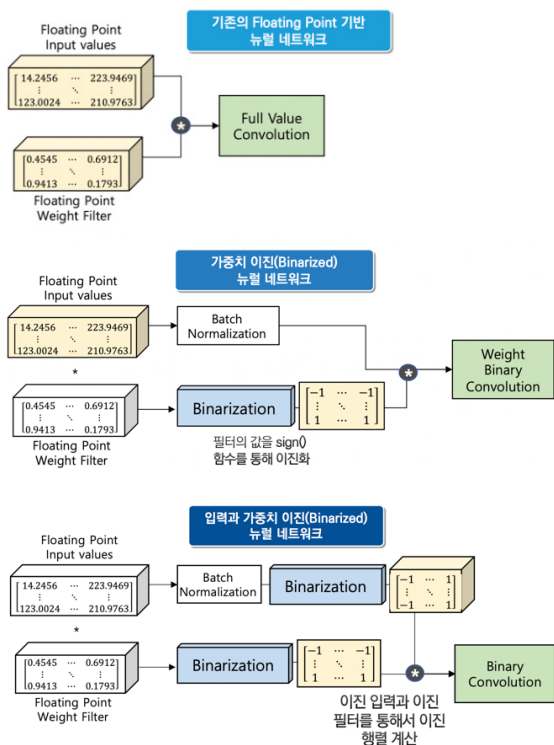 기존의 Floating Point 기반
뉴럴 네트워크
Floating Point
Input values
14.2456 ⋯ 223.9469
⋮ ⋱ ⋮
123.0024 ⋯ 210.9763
*
Full Value
Convolution
0.4545 ⋯ 0.6912
⋮ ⋱ ⋮
0.9413 ⋯ 0.1793
Floating Point
Weight Filter
가중치 이진(Binarized)
뉴럴 네트워크
Floating Point
Input values
14.2456 ⋯ 223.9469
⋮ ⋱ ⋮
123.0024 ⋯ 210.9763
Batch
Normalization
*
*
Weight
Binary
Convolution
0.4545 ⋯ 0.6912
⋮ ⋱ ⋮
0.9413 ⋯ 0.1793
Floating Point
Weight Filter
Binarization
−1 ⋯ −1
⋮ ⋱ ⋮
1 ⋯ 1
필터의 값을 sign()
함수를 통해 이진화
입력과 가중치 이진(Binarized)
뉴럴 네트워크
Floating Point
Input values
14.2456 ⋯ 223.9469
⋮ ⋱ ⋮
123.0024 ⋯ 210.9763
Batch
Normalization
Binarization
−1 ⋯ 1
⋮ ⋱ ⋮
−1 ⋯ 1
*
0.4545 ⋯ 0.6912
⋮ ⋱ ⋮
0.9413 ⋯ 0.1793
Floating Point
Weight Filter
Binarization
−1 ⋯ −1
⋮ ⋱ ⋮
1 ⋯ 1
*
Binary
Convolution
이진 입력과 이진
필터를 통해서 이진
행렬 계산